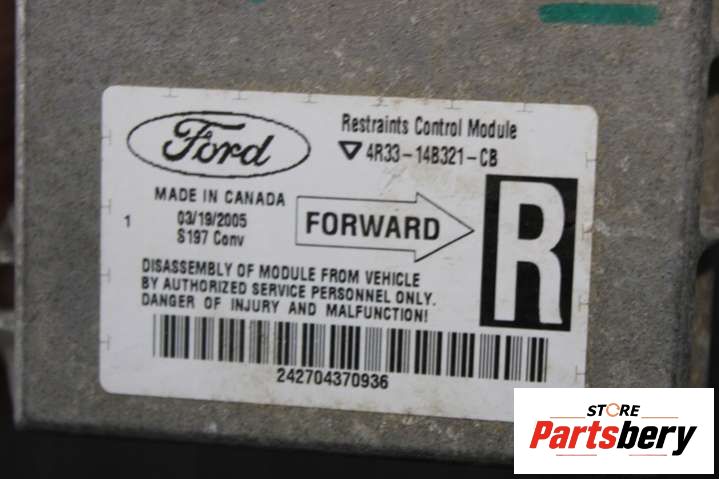 Ford
Restraints Control Module
4R33-14B321-CB
MADE IN CANADA
1
03/19/2005
S197 Conv
FORWARD
R
DISASSEMBLY OF MODULE FROM VEHICLE
BY AUTHORIZED SERVICE PERSONNEL ONLY.
DANGER OF INJURY AND MALFUNCTION!
242704370936
STORE
Partsbery